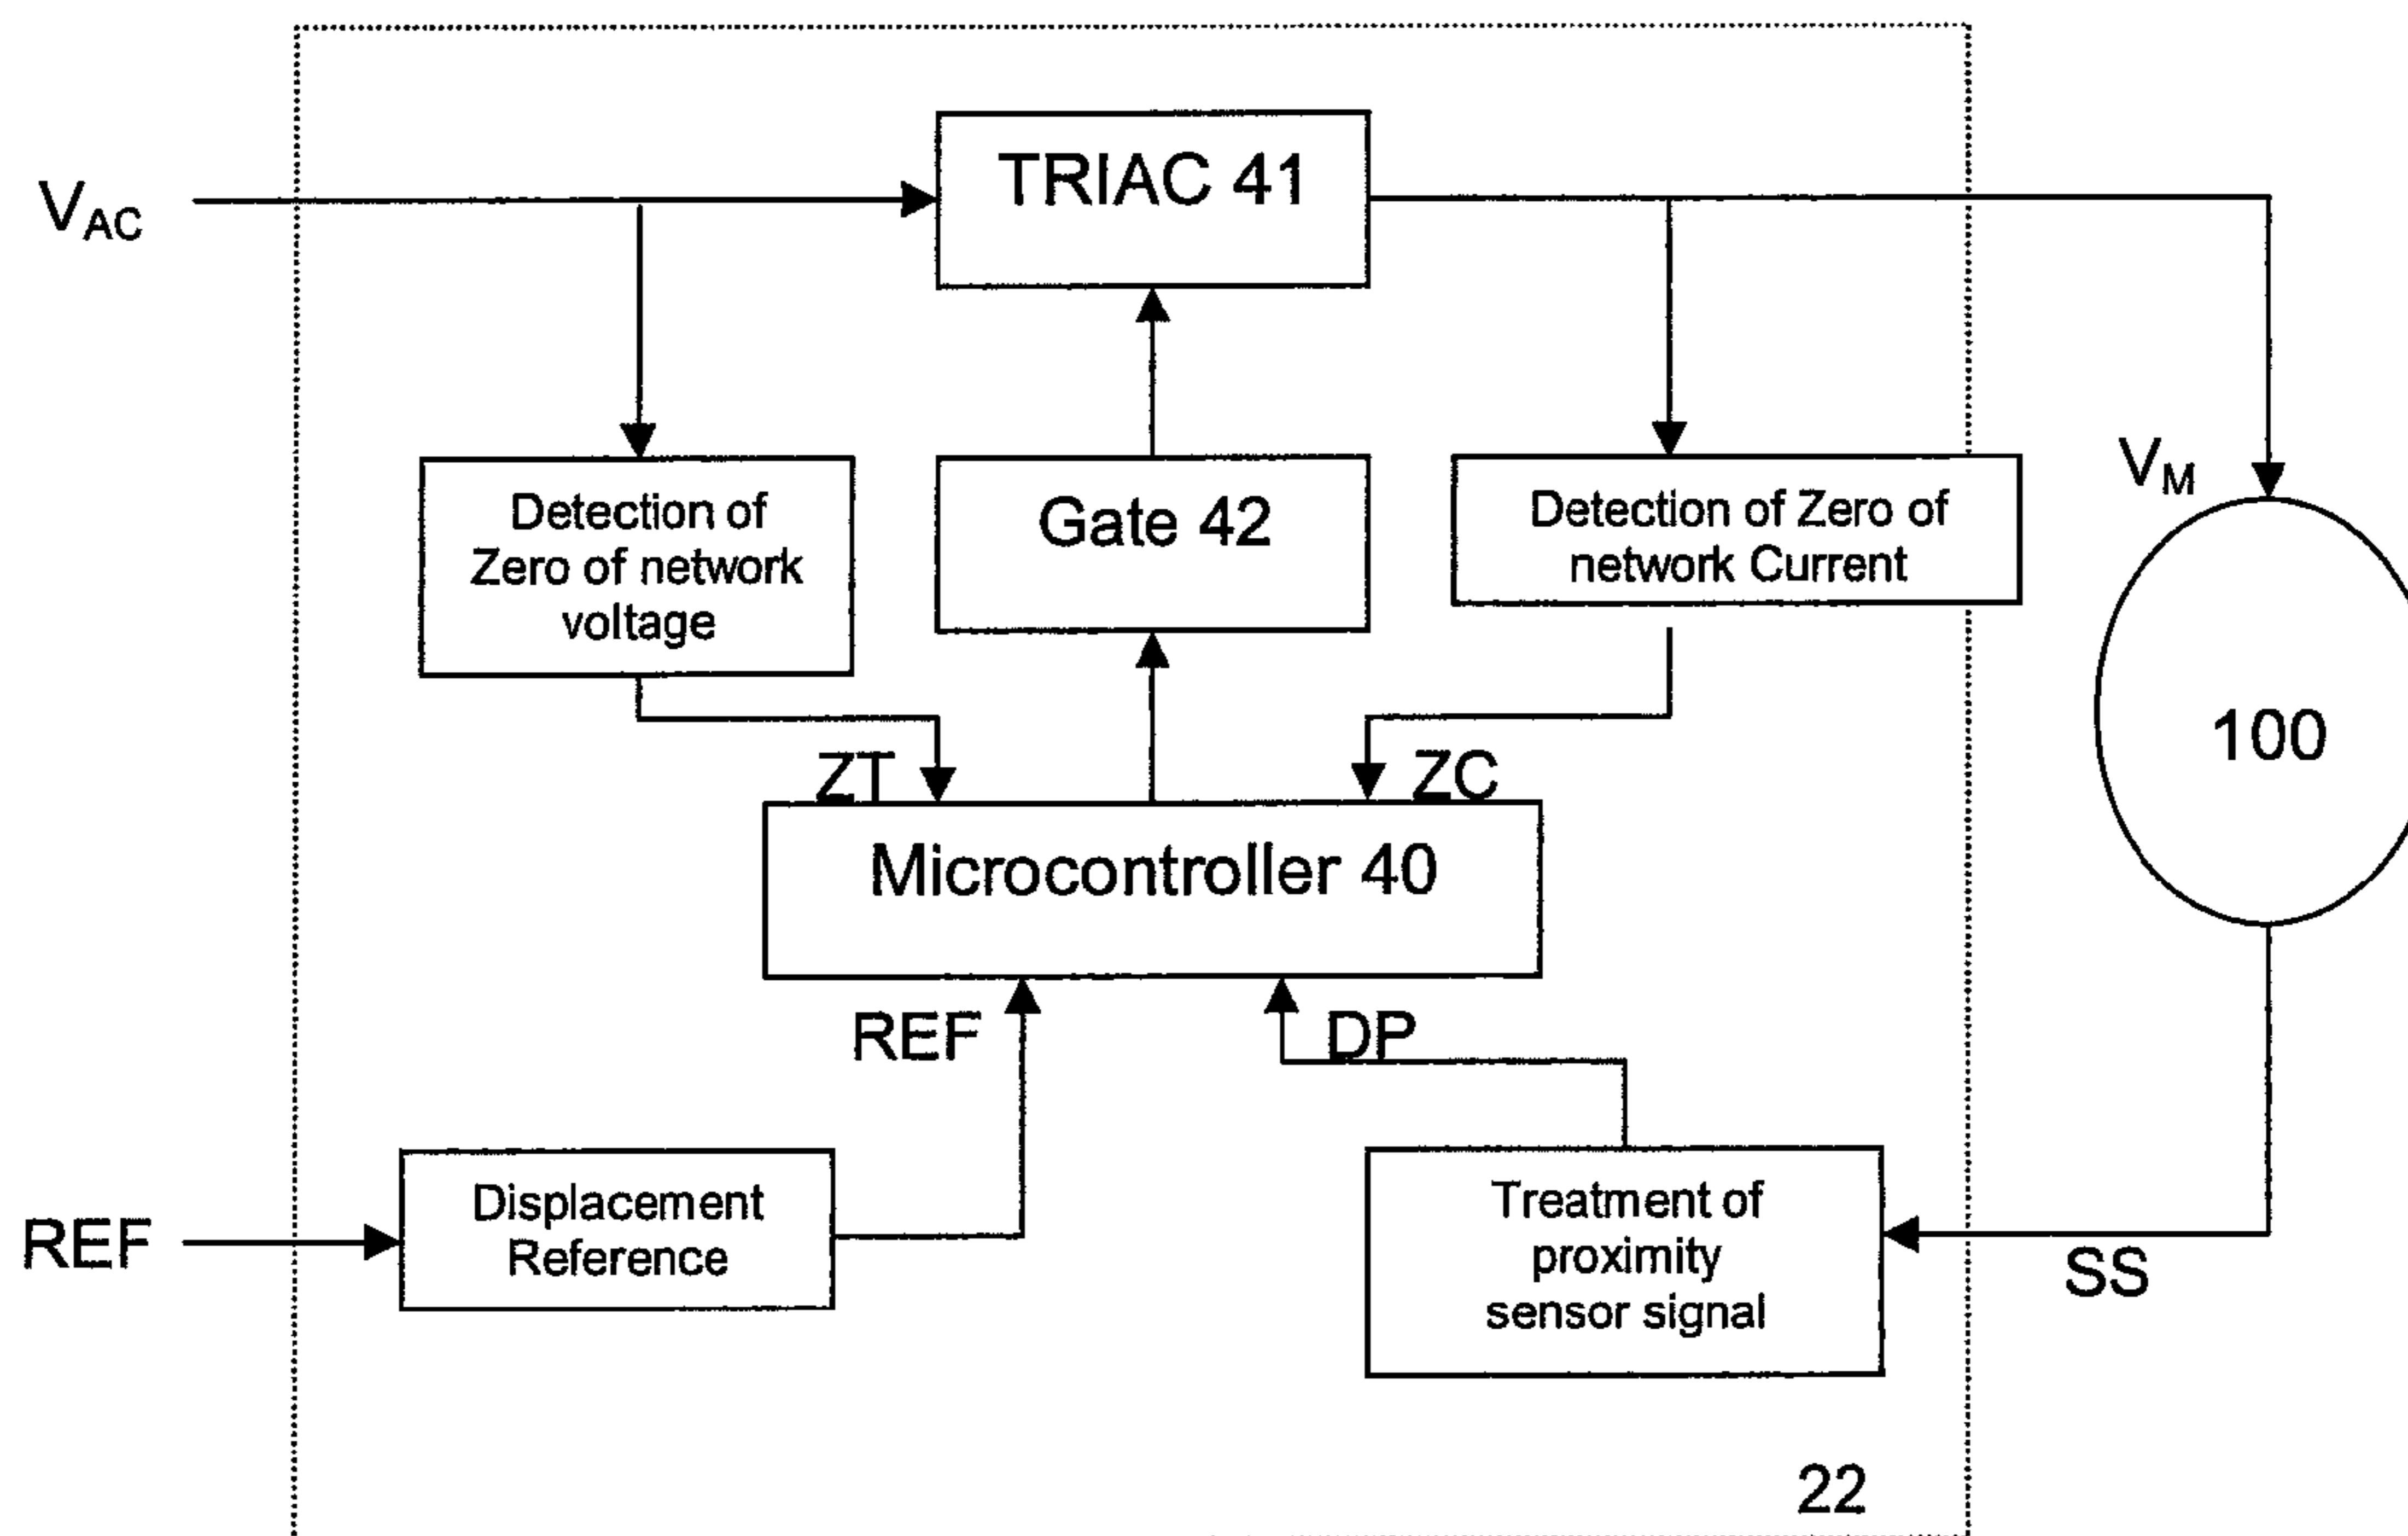 TRIAC 41
VAC
Detection of
Zero of network
voltage
Gate 42
Detection of Zero of
network Current
VM
100
ZT
ZC
Microcontroller 40
REF
DP
REF
Displacement
Reference
Treatment of
proximity
sensor signal
SS
22